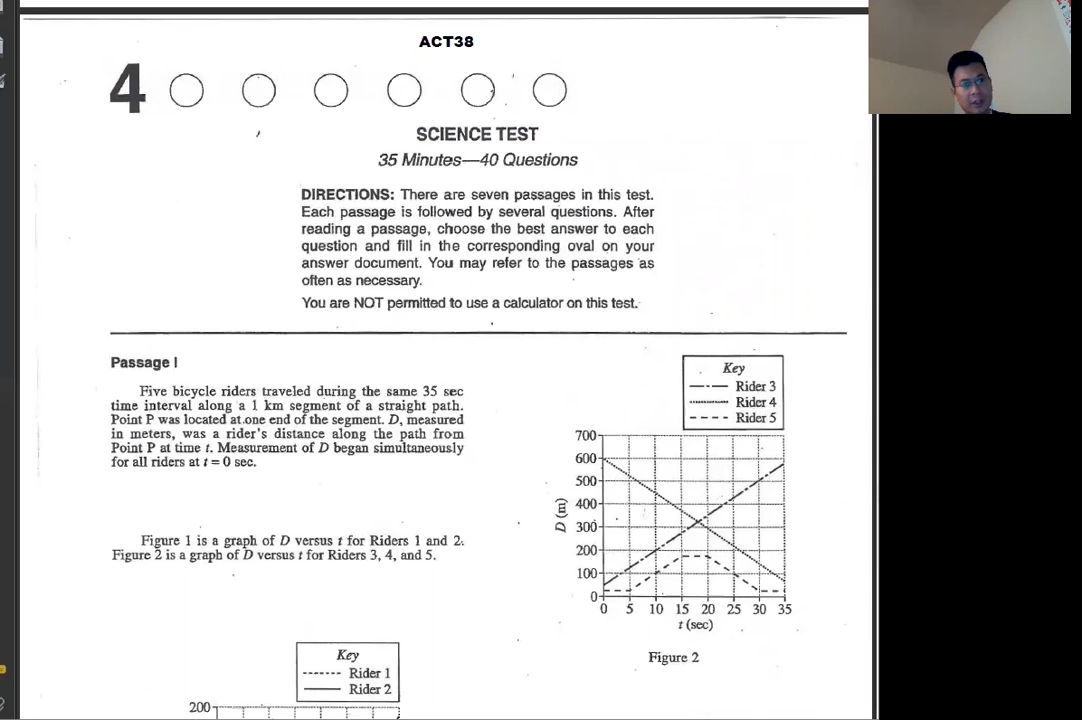 ACT38
4
SCIENCE TEST
35 Minutes—40 Questions
DIRECTIONS: There are seven passages in this test.
Each passage is followed by several questions. After
reading a passage, choose the best answer to each
question and fill in the corresponding oval on your
answer document. You may refer to the passages as
often as necessary.
You are NOT permitted to use a calculator on this test.
Passage I
Five bicycle riders traveled during the same 35 sec
time interval along a 1 km segment of a straight path.
Point P was located at one end of the segment. D, measured
in meters, was a rider's distance along the path from
Point P at time t. Measurement of D began simultaneously
for all riders at t = 0 sec.
Figure 1 is a graph of D versus t for Riders 1 and 2.
Figure 2 is a graph of D versus t for Riders 3, 4, and 5.
Key
Rider 1
Rider 2
200
Key
Rider 3
Rider 4
Rider 5
700
600
500
400
300
200
100
0
D (m)
0 5 10 15 20 25 30 35
t (sec)
Figure 2